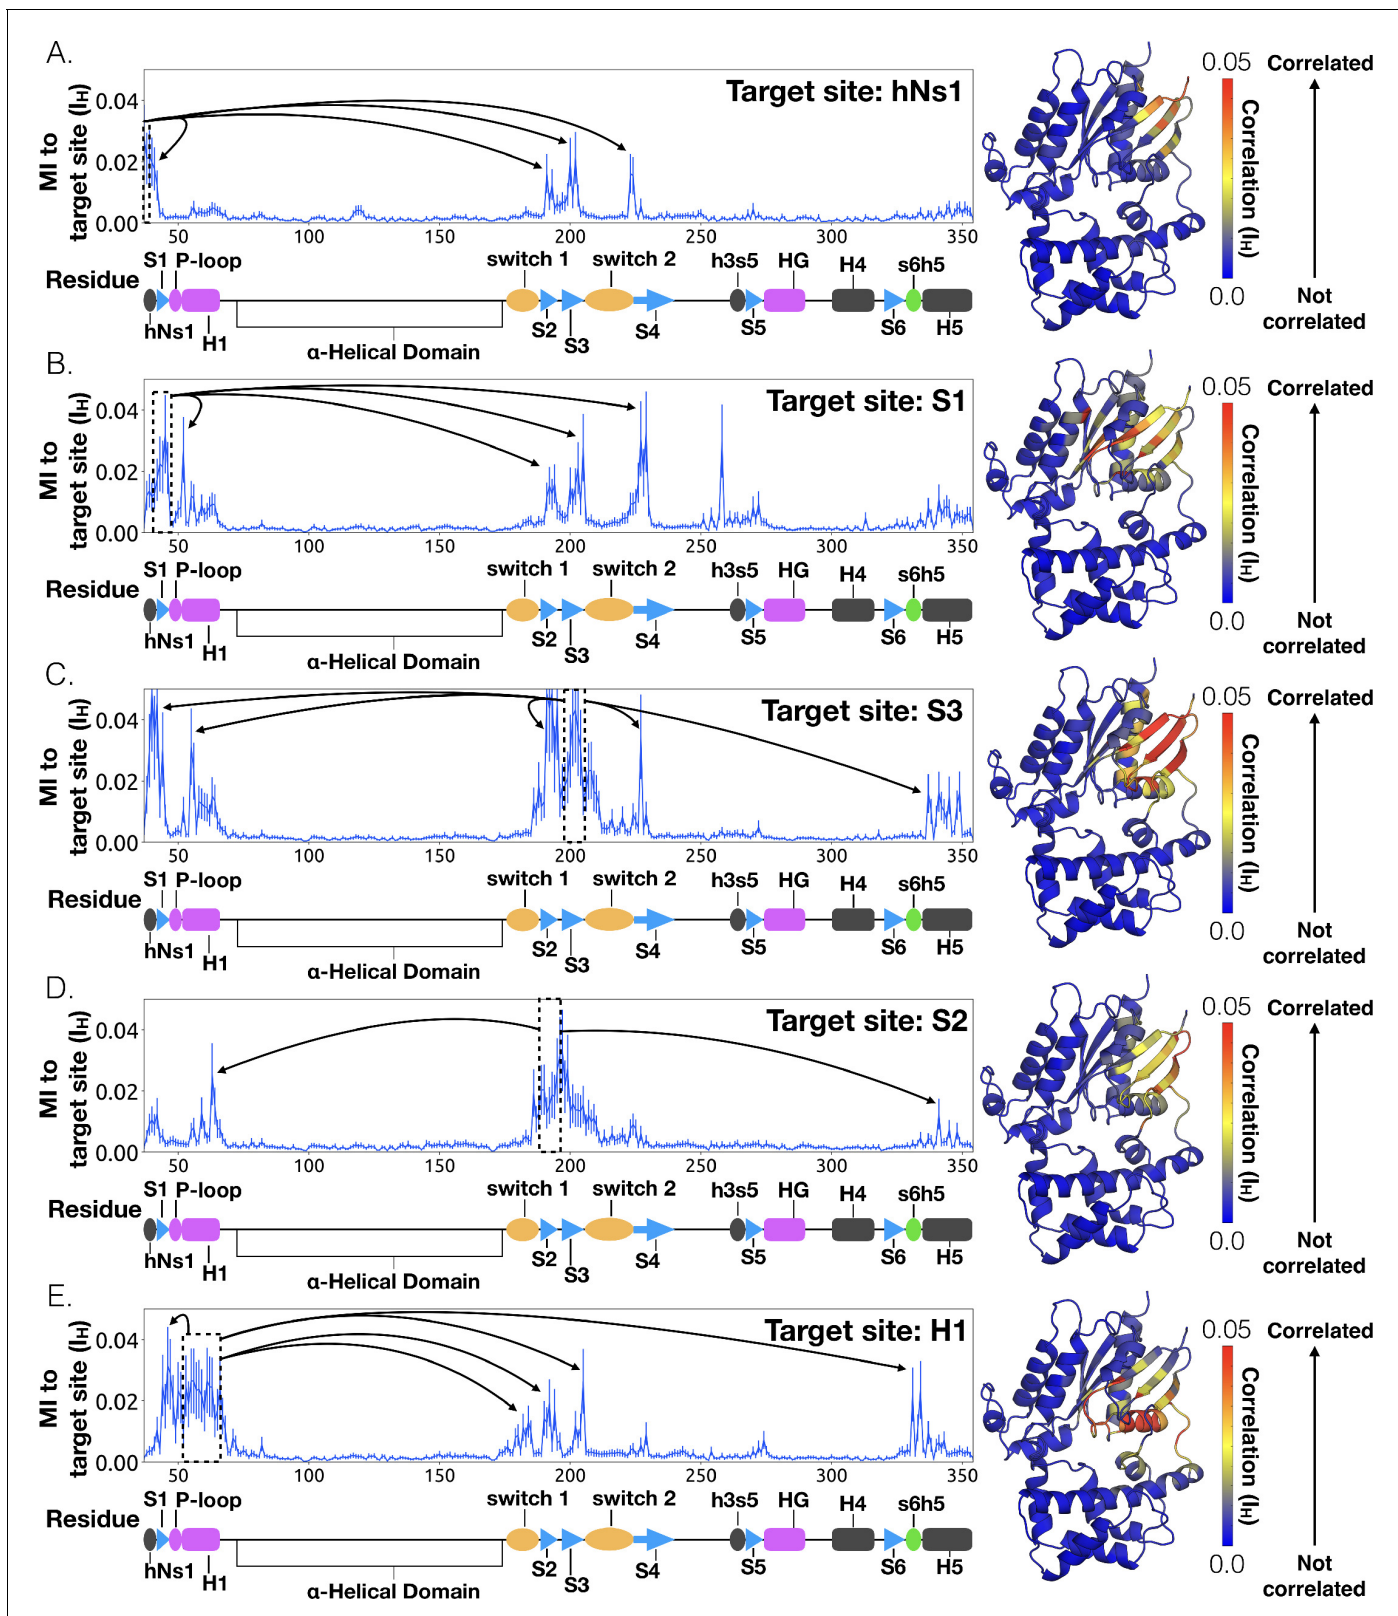 A.
MI to
target site (IH)
0.04
0.02
0.00
Target site: hNs1
50 100 150 200 250 300 350
Residue
S1 P-loop switch 1 switch 2 h3s5 HG H4 s6h5
hNs1 H1 α-Helical Domain S2 S3 S4 S5 S6 H5
0.05
0.0
Correlation (IH)
Correlated
Not
correlated
B.
MI to
target site (IH)
0.04
0.02
0.00
Target site: S1
50 100 150 200 250 300 350
Residue
S1 P-loop switch 1 switch 2 h3s5 HG H4 s6h5
hNs1 H1 α-Helical Domain S2 S3 S4 S5 S6 H5
0.05
0.0
Correlation (IH)
Correlated
Not
correlated
C.
MI to
target site (IH)
0.04
0.02
0.00
Target site: S3
50 100 150 200 250 300 350
Residue
S1 P-loop switch 1 switch 2 h3s5 HG H4 s6h5
hNs1 H1 α-Helical Domain S2 S3 S4 S5 S6 H5
0.05
0.0
Correlation (IH)
Correlated
Not
correlated
D.
MI to
target site (IH)
0.04
0.02
0.00
Target site: S2
50 100 150 200 250 300 350
Residue
S1 P-loop switch 1 switch 2 h3s5 HG H4 s6h5
hNs1 H1 α-Helical Domain S2 S3 S4 S5 S6 H5
0.05
0.0
Correlation (IH)
Correlated
Not
correlated
E.
MI to
target site (IH)
0.04
0.02
0.00
Target site: H1
50 100 150 200 250 300 350
Residue
S1 P-loop switch 1 switch 2 h3s5 HG H4 s6h5
hNs1 H1 α-Helical Domain S2 S3 S4 S5 S6 H5
0.05
0.0
Correlation (IH)
Correlated
Not
correlated